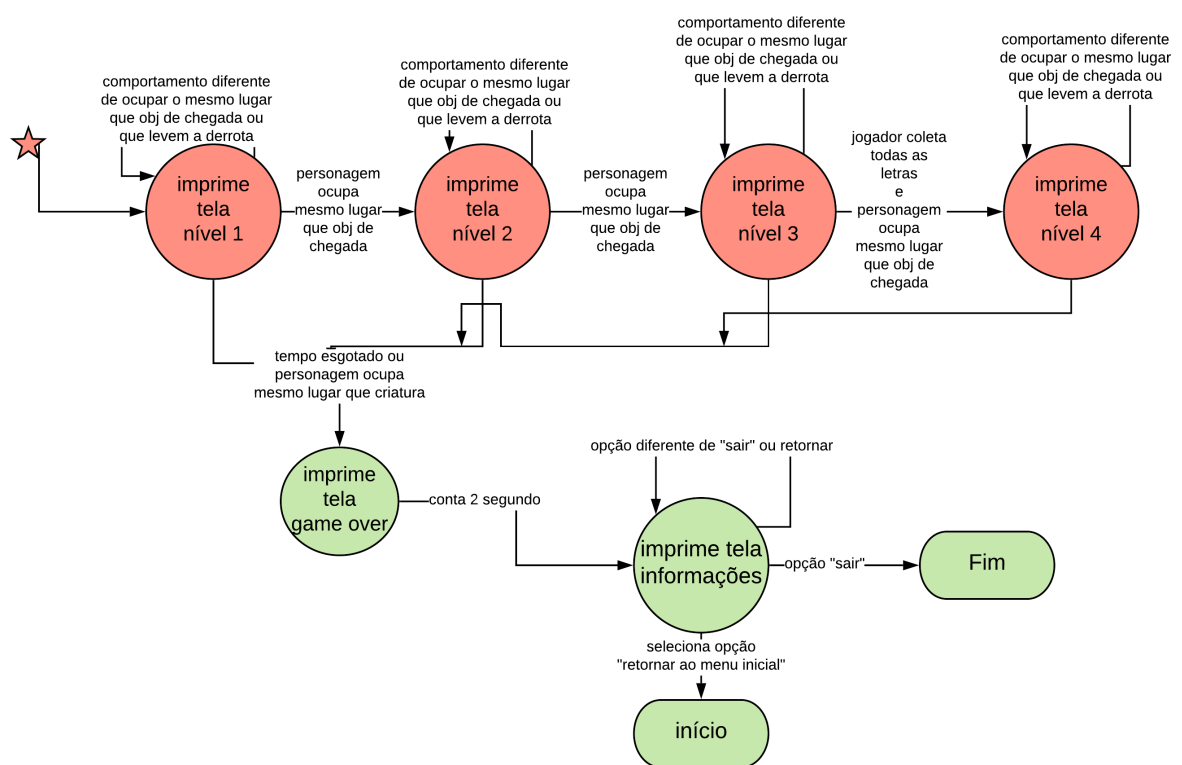 comportamento diferente
de ocupar o mesmo lugar
que obj de chegada ou
que levem a derrota
comportamento diferente
de ocupar o mesmo lugar
que obj de chegada ou
que levem a derrota
comportamento diferente
de ocupar o mesmo lugar
que obj de chegada ou
que levem a derrota
comportamento diferente
de ocupar o mesmo lugar
que obj de chegada ou
que levem a derrota
imprime
tela
nível 1
personagem
ocupa
mesmo lugar
que obj de
chegada
imprime
tela
nível 2
personagem
ocupa
mesmo lugar
que obj de
chegada
imprime
tela
nível 3
jogador coleta
todas as
letras
e
personagem
ocupa
mesmo lugar
que obj de
chegada
imprime
tela
nível 4
tempo esgotado ou
personagem ocupa
mesmo lugar que criatura
imprime
tela
game over
conta 2 segundo
opção diferente de "sair" ou retornar
imprime tela
informações
opção "sair"
Fim
seleciona opção
"retornar ao menu inicial"
início